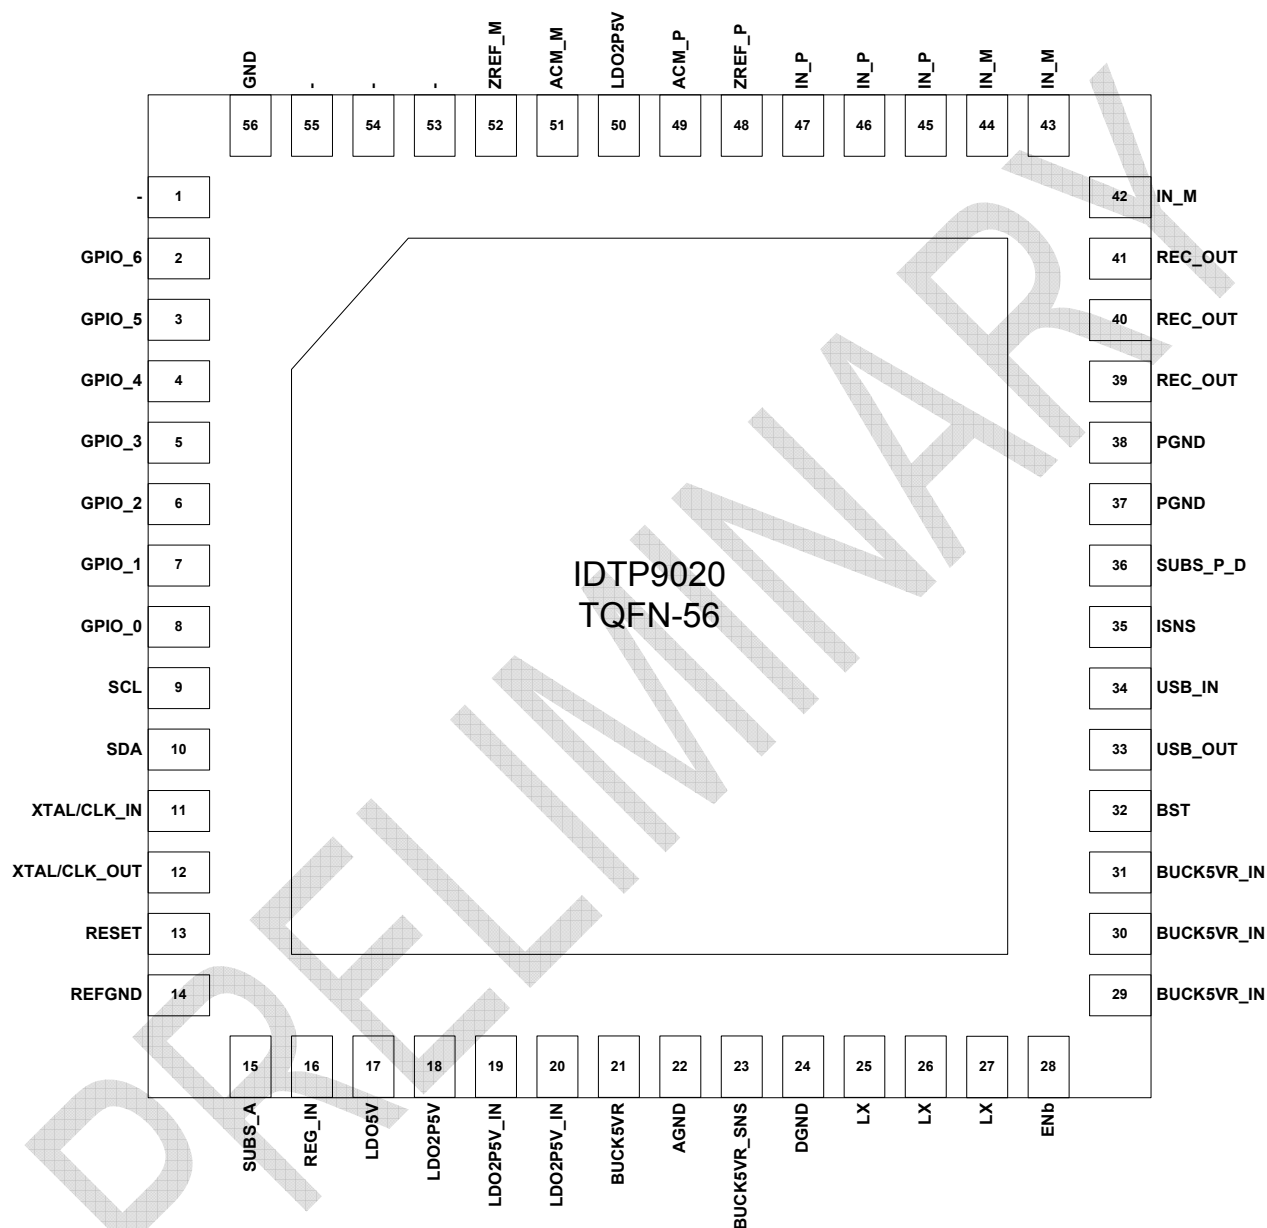 GND
-
-
-
ZREF_M
ACM_M
LDO2P5V
ACM_P
ZREF_P
IN_P
IN_P
IN_P
IN_M
IN_M
56 55 54 53 52 51 50 49 48 47 46 45 44 43
- 1
GPIO_6 2
GPIO_5 3
GPIO_4 4
GPIO_3 5
GPIO_2 6
GPIO_1 7
GPIO_0 8
SCL 9
SDA 10
XTAL/CLK_IN 11
XTAL/CLK_OUT 12
RESET 13
REFGND 14
IDTP9020
TQFN-56
42 IN_M
41 REC_OUT
40 REC_OUT
39 REC_OUT
38 PGND
37 PGND
36 SUBS_P_D
35 ISNS
34 USB_IN
33 USB_OUT
32 BST
31 BUCK5VR_IN
30 BUCK5VR_IN
29 BUCK5VR_IN
15 16 17 18 19 20 21 22 23 24 25 26 27 28
SUBS_A
REG_IN
LDO5V
LDO2P5V
LDO2P5V_IN
LDO2P5V_IN
BUCK5VR
AGND
BUCK5VR_SNS
DGND
LX
LX
LX
ENb
PRELIMINARY